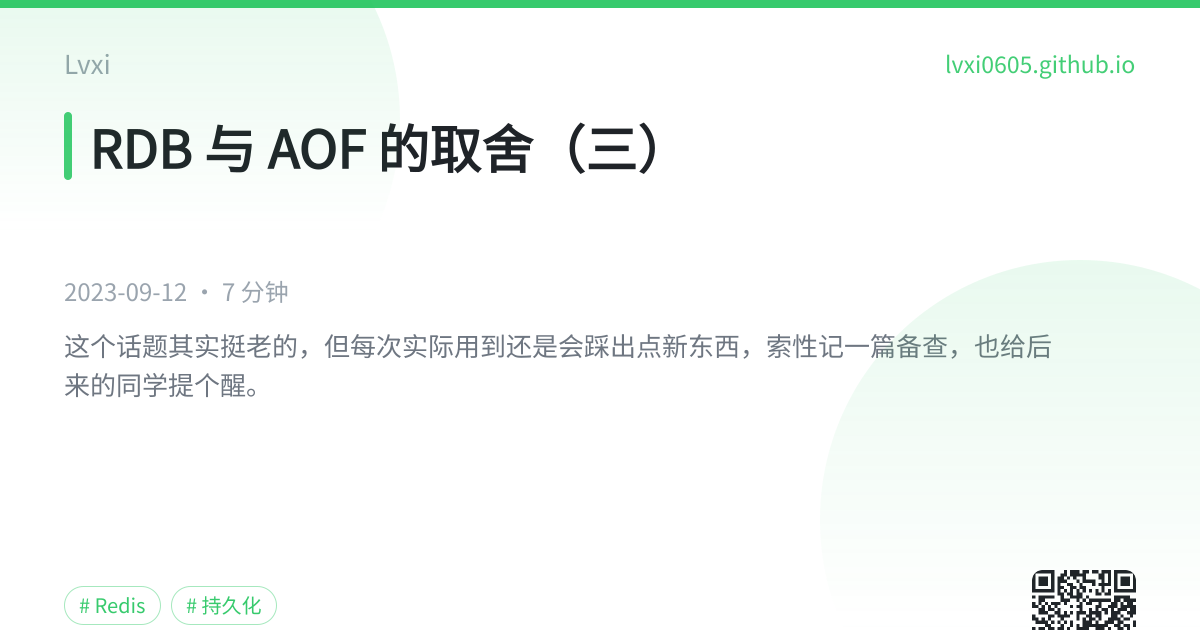 Lvxi
lvxi0605.github.io
RDB 与 AOF 的取舍（三）
2023-09-12 · 7 分钟
这个话题其实挺老的，但每次实际用到还是会踩出点新东西，索性记一篇备查，也给后
来的同学提个醒。
# Redis
# 持久化